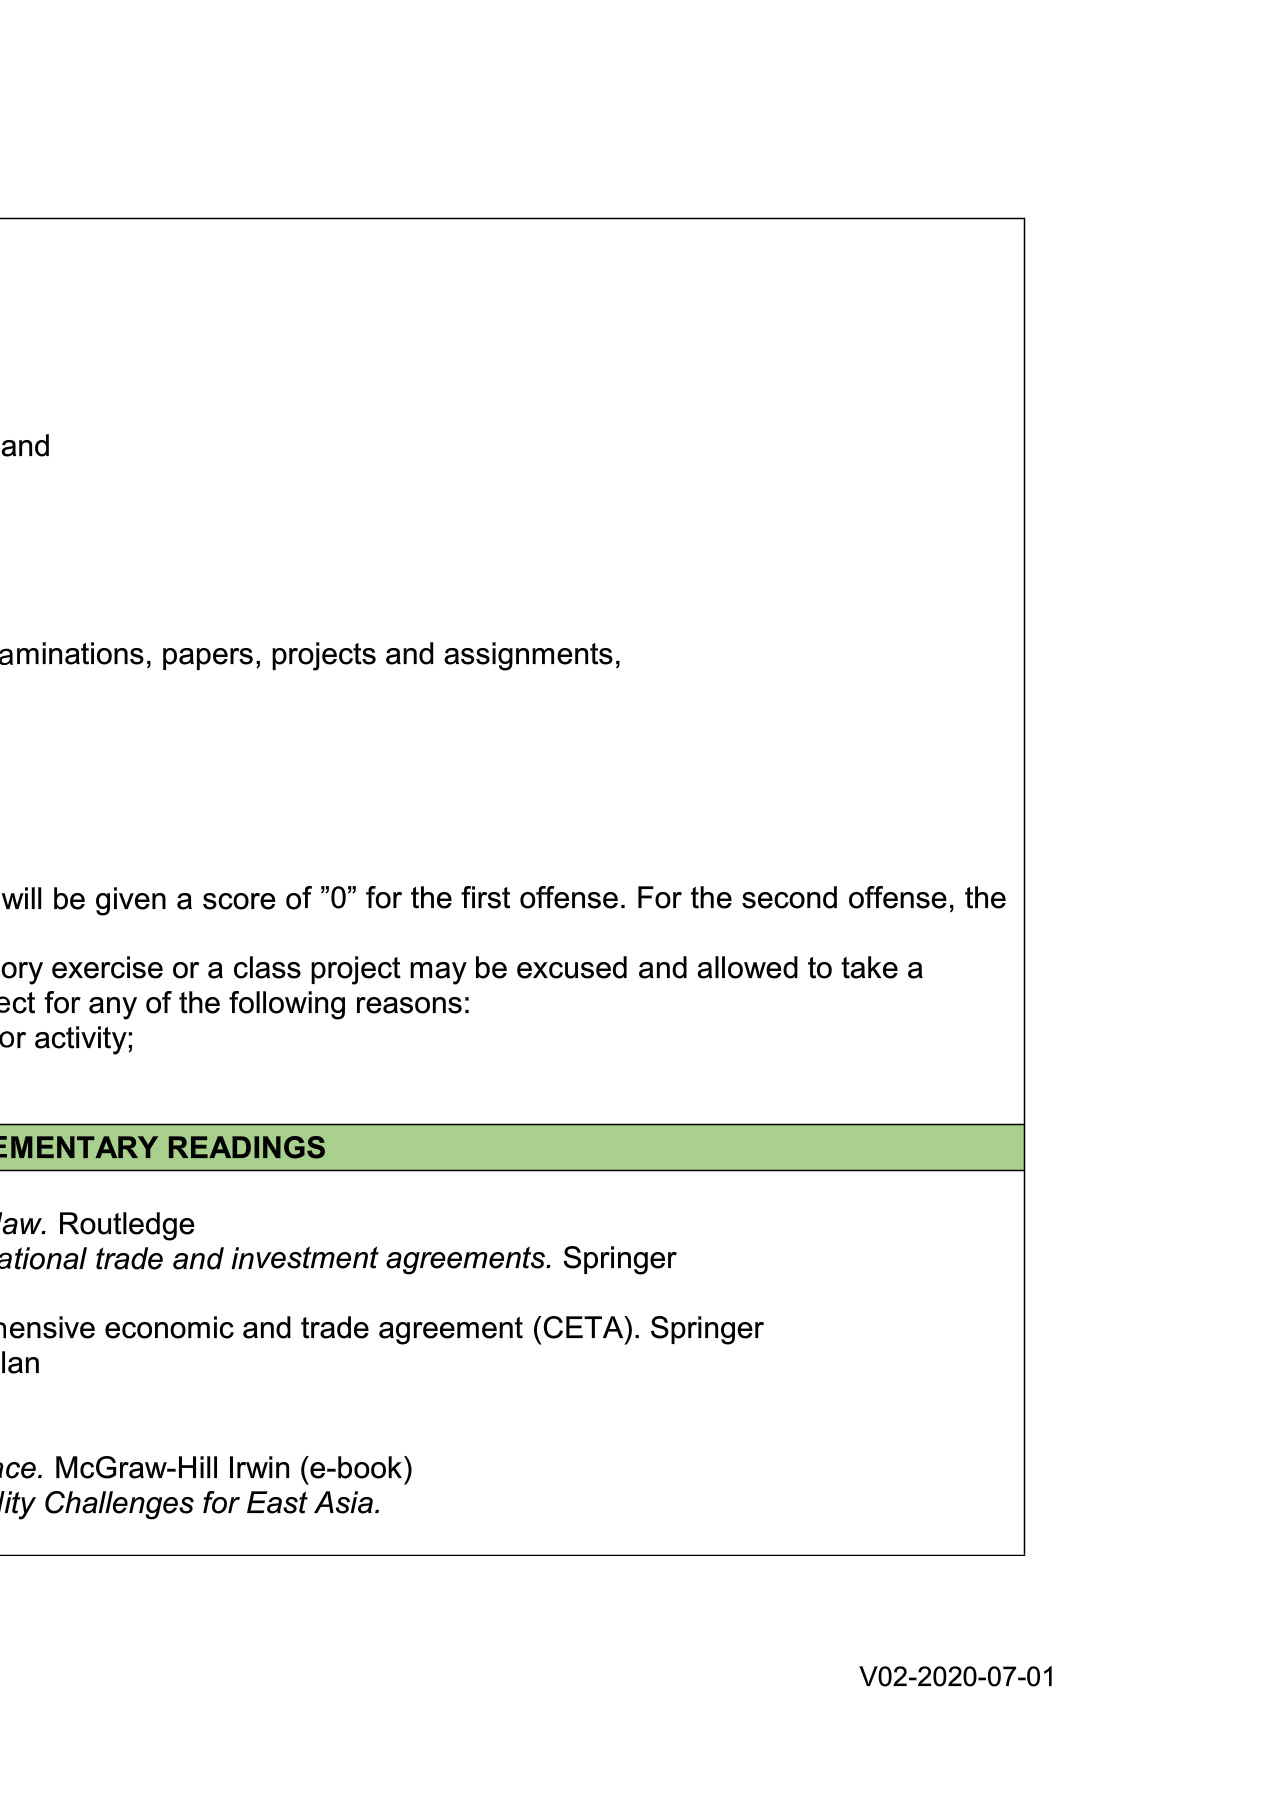 and
aminations, papers, projects and assignments,
will be given a score of ”0” for the first offense. For the second offense, the
ory exercise or a class project may be excused and allowed to take a
ect for any of the following reasons:
or activity;
EMENTARY READINGS
law. Routledge
ational trade and investment agreements. Springer
hensive economic and trade agreement (CETA). Springer
lan
ace. McGraw-Hill Irwin (e-book)
lity Challenges for East Asia.
V02-2020-07-01